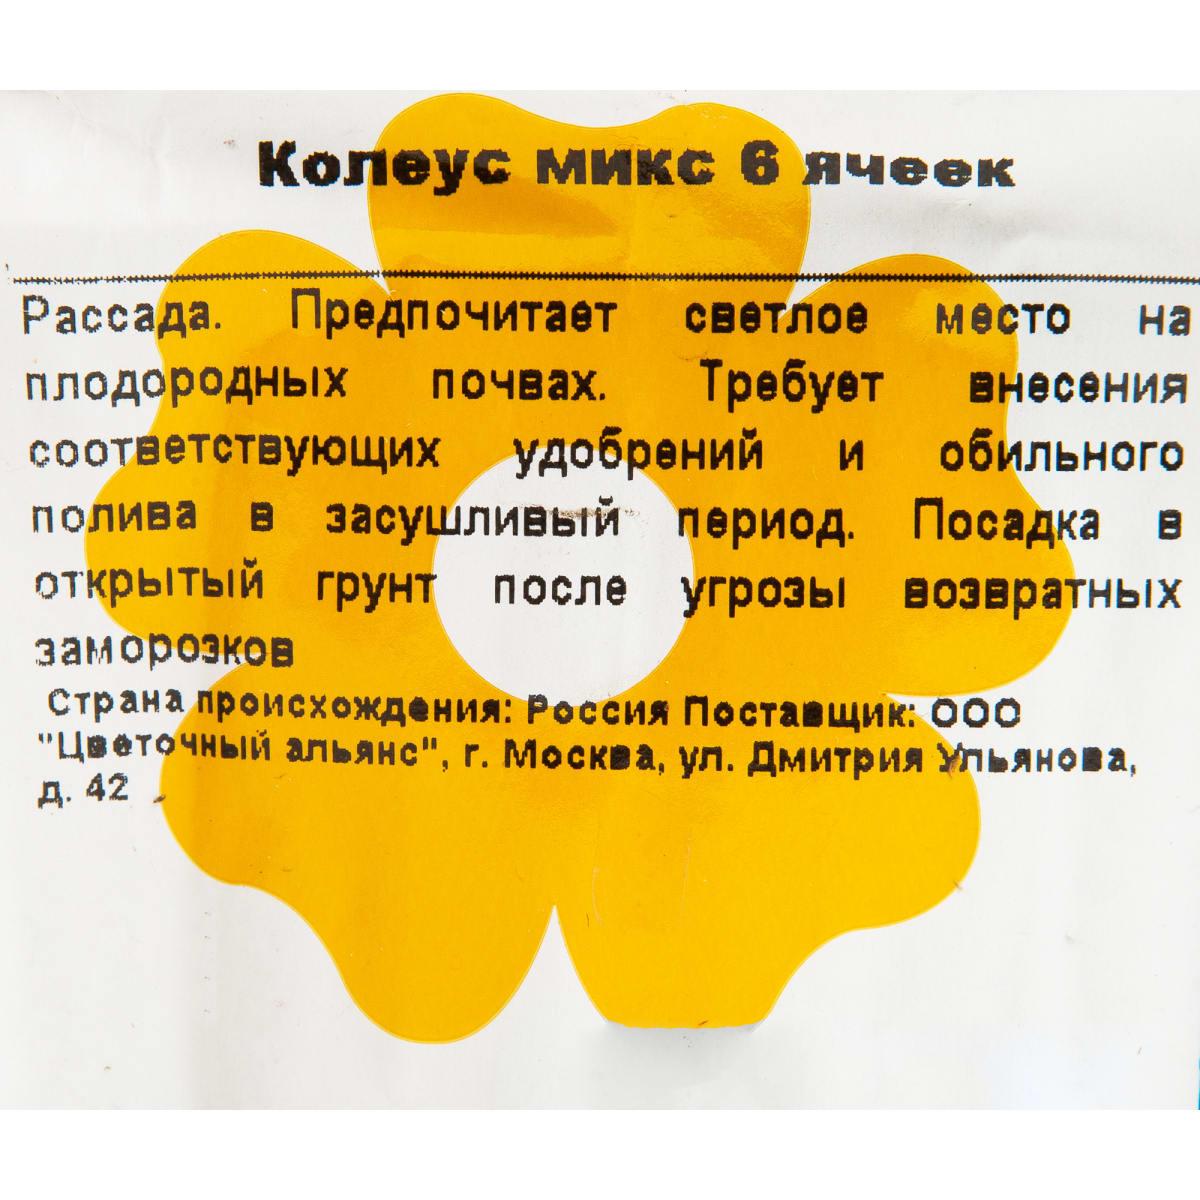 Колеус микс 6 ячеек
Рассада. Предпочитает светлое место на
плодородных почвах. Требует внесения
соответствующих удобрений и обильного
полива в засушливый период. Посадка в
открытый грунт после угрозы возвратных
заморозков
Страна происхождения: Россия Поставщик: ООО
"Цветочный альянс", г. Москва, ул. Дмитрия Ульянова,
д. 42